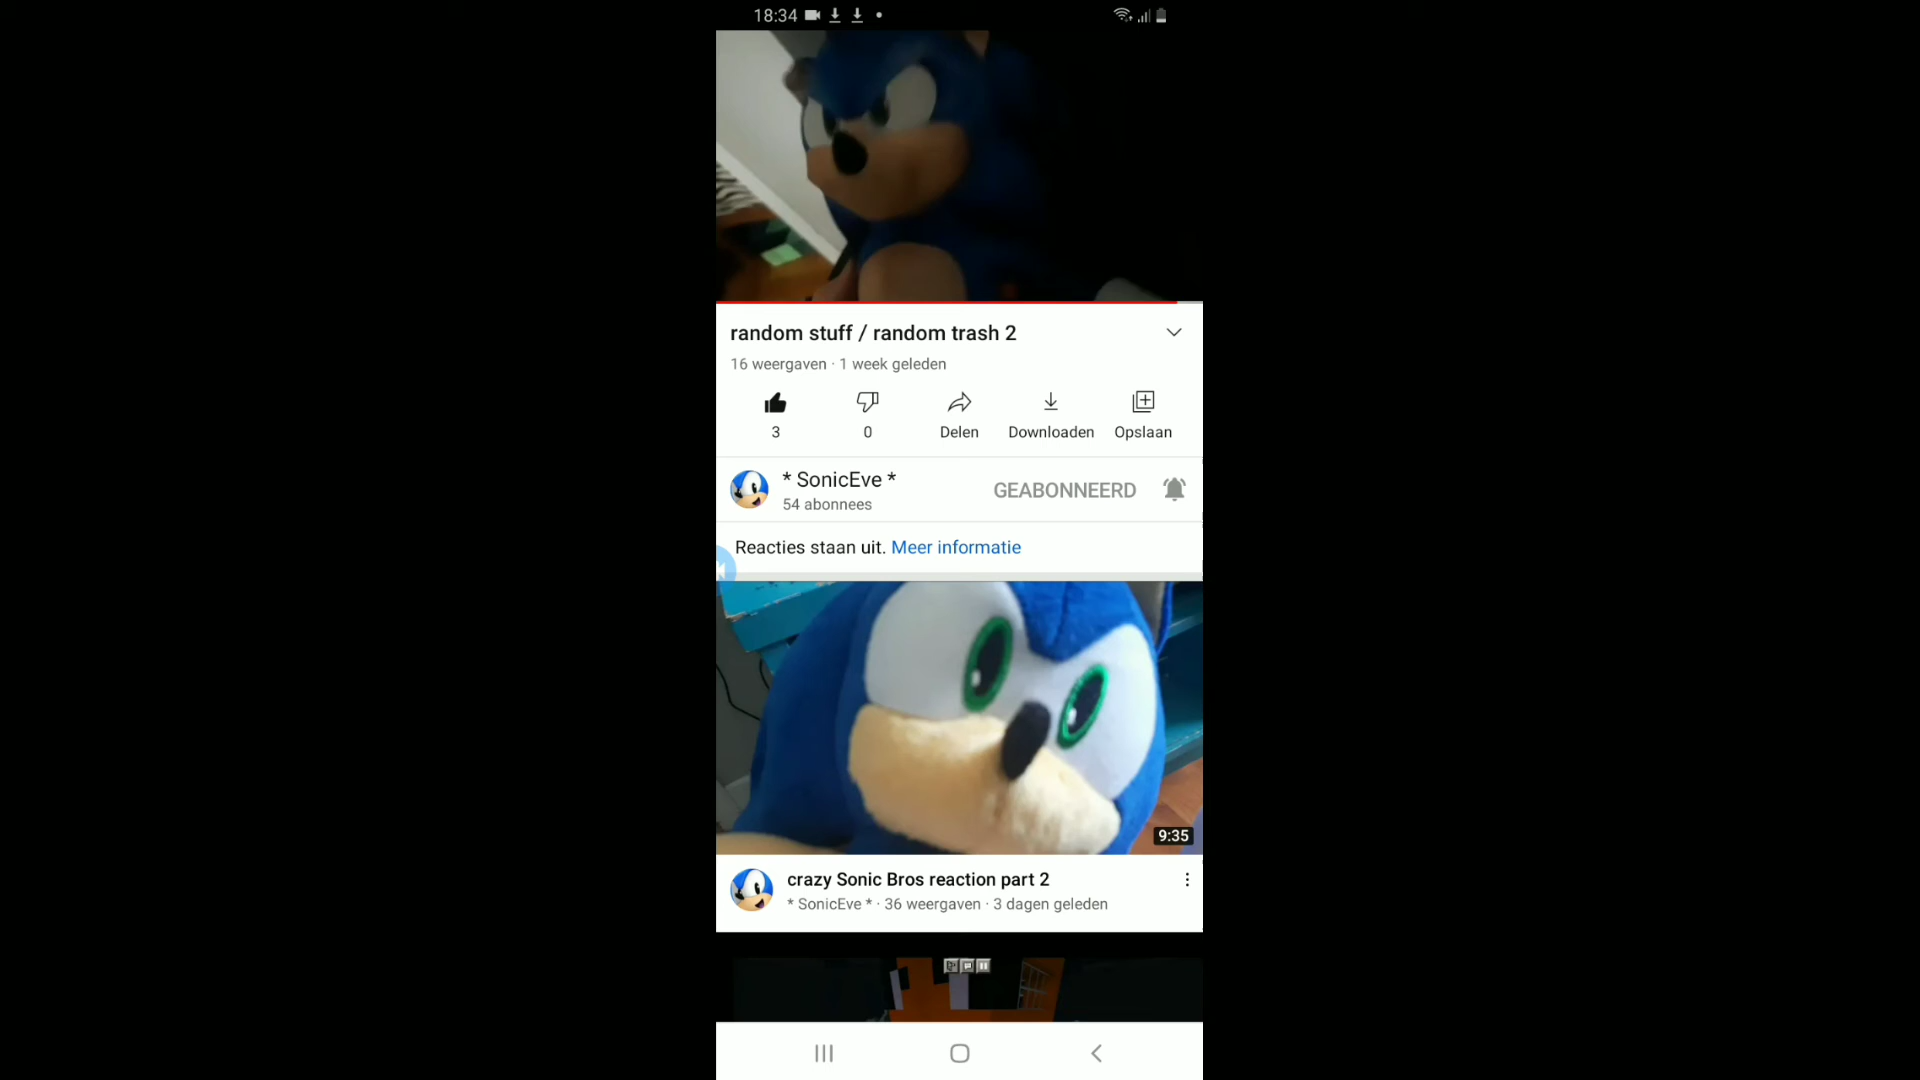 18:34
random stuff / random trash 2
16 weergaven · 1 week geleden
3
0
Delen
Downloaden
Opslaan
* SonicEve *
54 abonnees
GEABONNEERD
Reacties staan uit. Meer informatie
9:35
crazy Sonic Bros reaction part 2
* SonicEve * · 36 weergaven · 3 dagen geleden